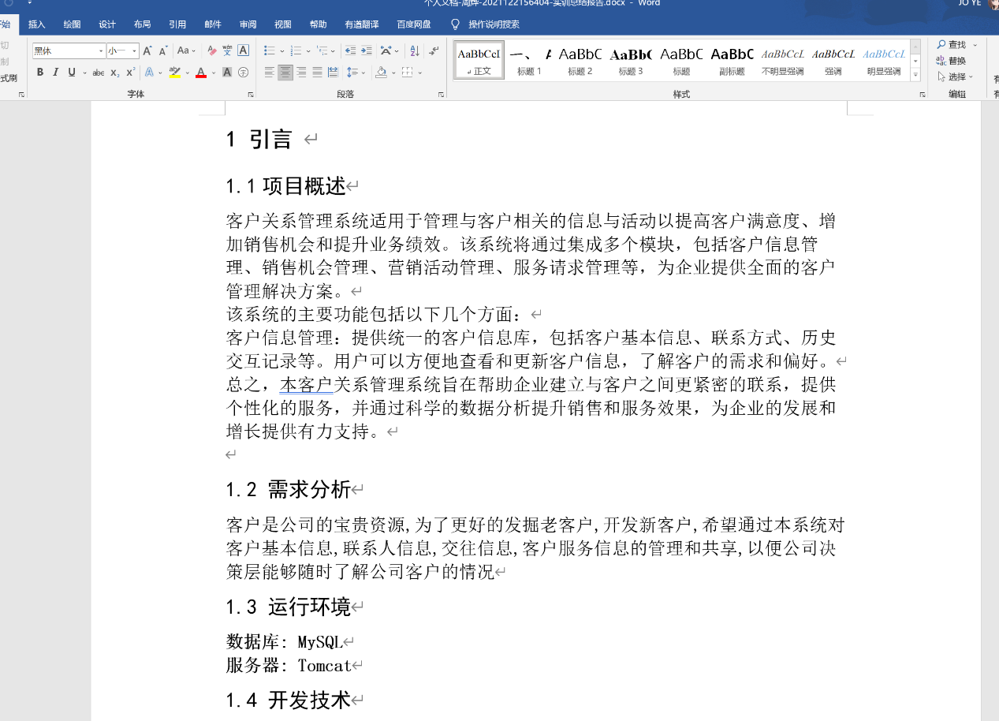 个人文档-周烨-2021122156404-实训总结报告.docx - Word
JO YE
插入 绘图 设计 布局 引用 邮件 审阅 视图 帮助 有道翻译 百度网盘 操作说明搜索
黑体 小一 Aa
AaBbCcI AaBbC AaBb( AaBbC AaBbC AaBbCcL AaBbCcL AaBbCcL
正文 标题 1 标题 2 标题 3 标题 副标题 不明显强调 强调 明显强调
查找
替换
选择
式刷
字体 段落 样式 编辑
1 引言
1.1 项目概述
客户关系管理系统适用于管理与客户相关的信息与活动以提高客户满意度、增
加销售机会和提升业务绩效。该系统将通过集成多个模块，包括客户信息管
理、销售机会管理、营销活动管理、服务请求管理等，为企业提供全面的客户
管理解决方案。
该系统的主要功能包括以下几个方面：
客户信息管理：提供统一的客户信息库，包括客户基本信息、联系方式、历史
交互记录等。用户可以方便地查看和更新客户信息，了解客户的需求和偏好。
总之，本客户关系管理系统旨在帮助企业建立与客户之间更紧密的联系，提供
个性化的服务，并通过科学的数据分析提升销售和服务效果，为企业的发展和
增长提供有力支持。
1.2 需求分析
客户是公司的宝贵资源,为了更好的发掘老客户,开发新客户,希望通过本系统对
客户基本信息,联系人信息,交往信息,客户服务信息的管理和共享,以便公司决
策层能够随时了解公司客户的情况
1.3 运行环境
数据库: MySQL
服务器: Tomcat
1.4 开发技术